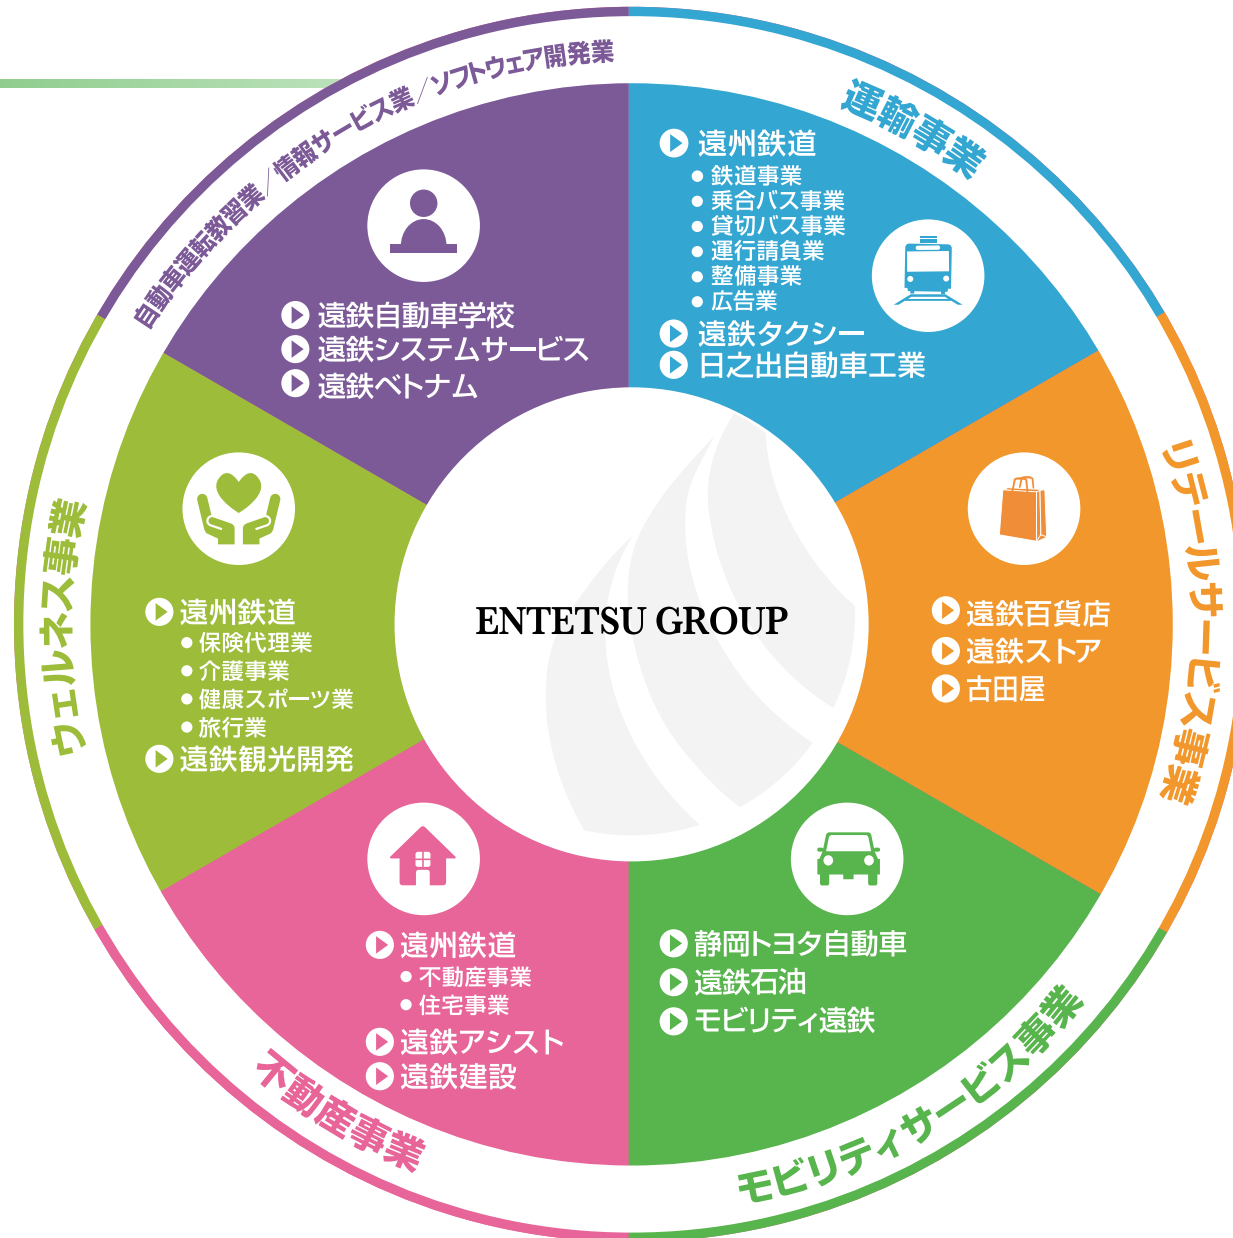 運輸事業
遠州鉄道
鉄道事業
乗合バス事業
貸切バス事業
運行請負業
整備事業
広告業
遠鉄タクシー
日之出自動車工業
リテールサービス事業
遠鉄百貨店
遠鉄ストア
古田屋
モビリティサービス事業
静岡トヨタ自動車
遠鉄石油
モビリティ遠鉄
不動産事業
遠州鉄道
不動産事業
住宅事業
遠鉄アシスト
遠鉄建設
ウェルネス事業
遠州鉄道
保険代理業
介護事業
健康スポーツ業
旅行業
遠鉄観光開発
自動車運転教習業/情報サービス業/ソフトウェア開発業
遠鉄自動車学校
遠鉄システムサービス
遠鉄ベトナム
ENTETSU GROUP